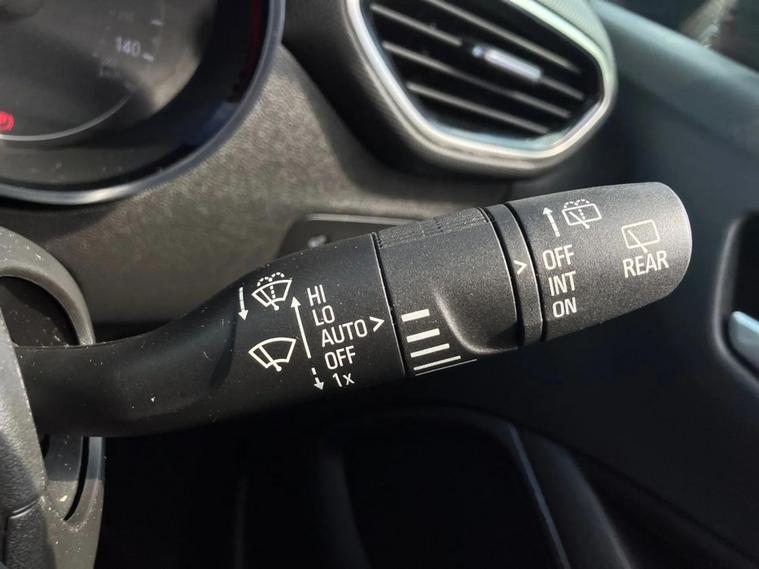 140
HI
LO
AUTO >
OFF
1x
>
OFF
INT
ON
REAR